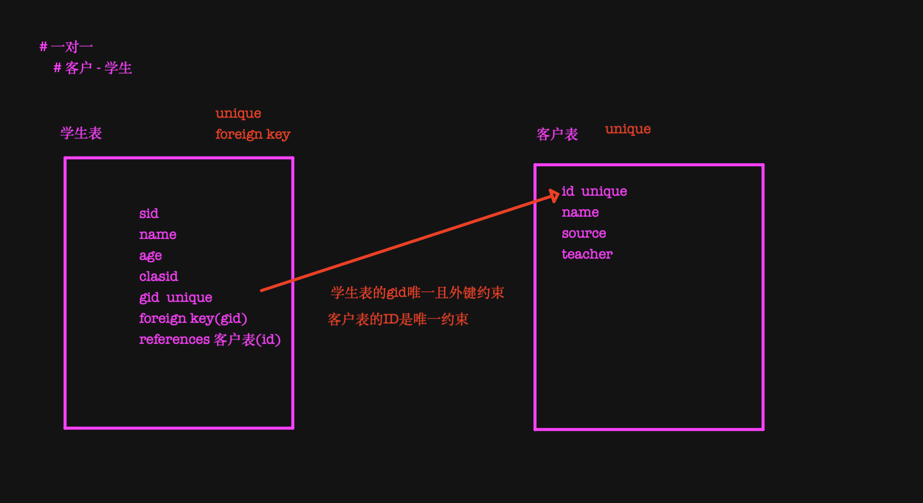 # 一对一
# 客户 - 学生
学生表
unique
foreign key
sid
name
age
clasid
gid unique
foreign key(gid)
references 客户表(id)
学生表的gid唯一且外键约束
客户表的ID是唯一约束
客户表
unique
id unique
name
source
teacher